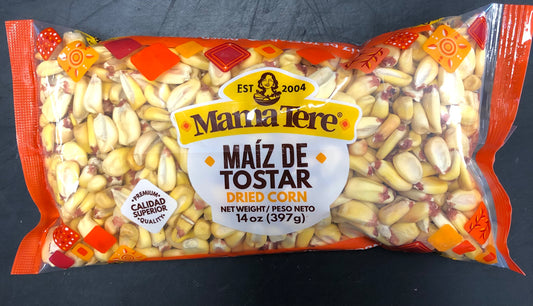 EST 2004
Mama Tere®
MAÍZ DE
TOSTAR
DRIED CORN
NET WEIGHT/ PESO NETO
14 oz (397g)
PREMIUM
CALIDAD
SUPERIOR
QUALITY